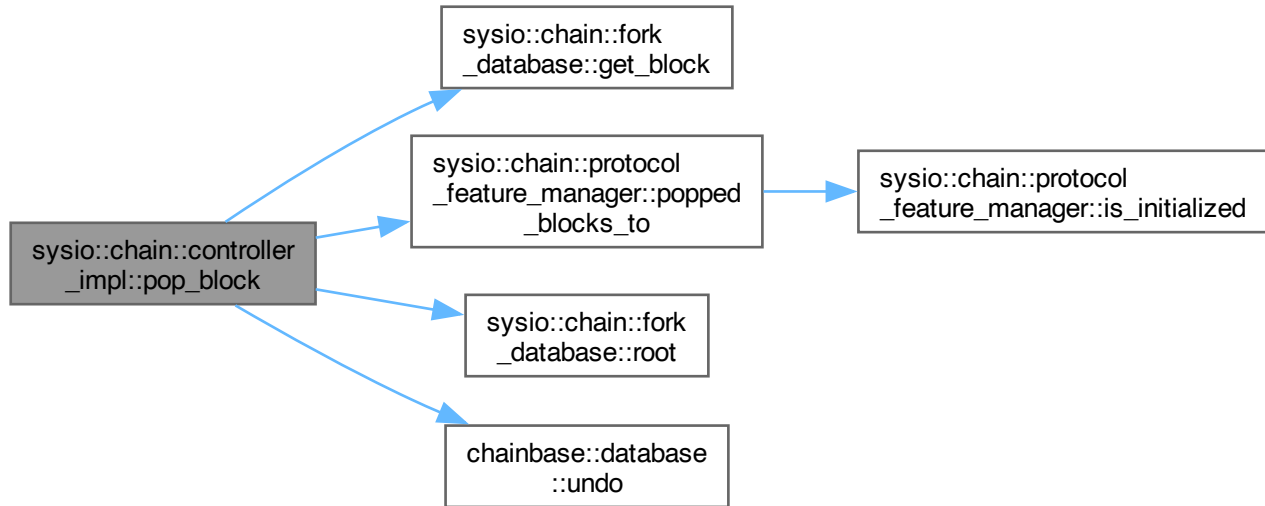 sysio::chain::controller
_impl::pop_block
sysio::chain::fork
_database::get_block
sysio::chain::protocol
_feature_manager::popped
_blocks_to
sysio::chain::protocol
_feature_manager::is_initialized
sysio::chain::fork
_database::root
chainbase::database
::undo